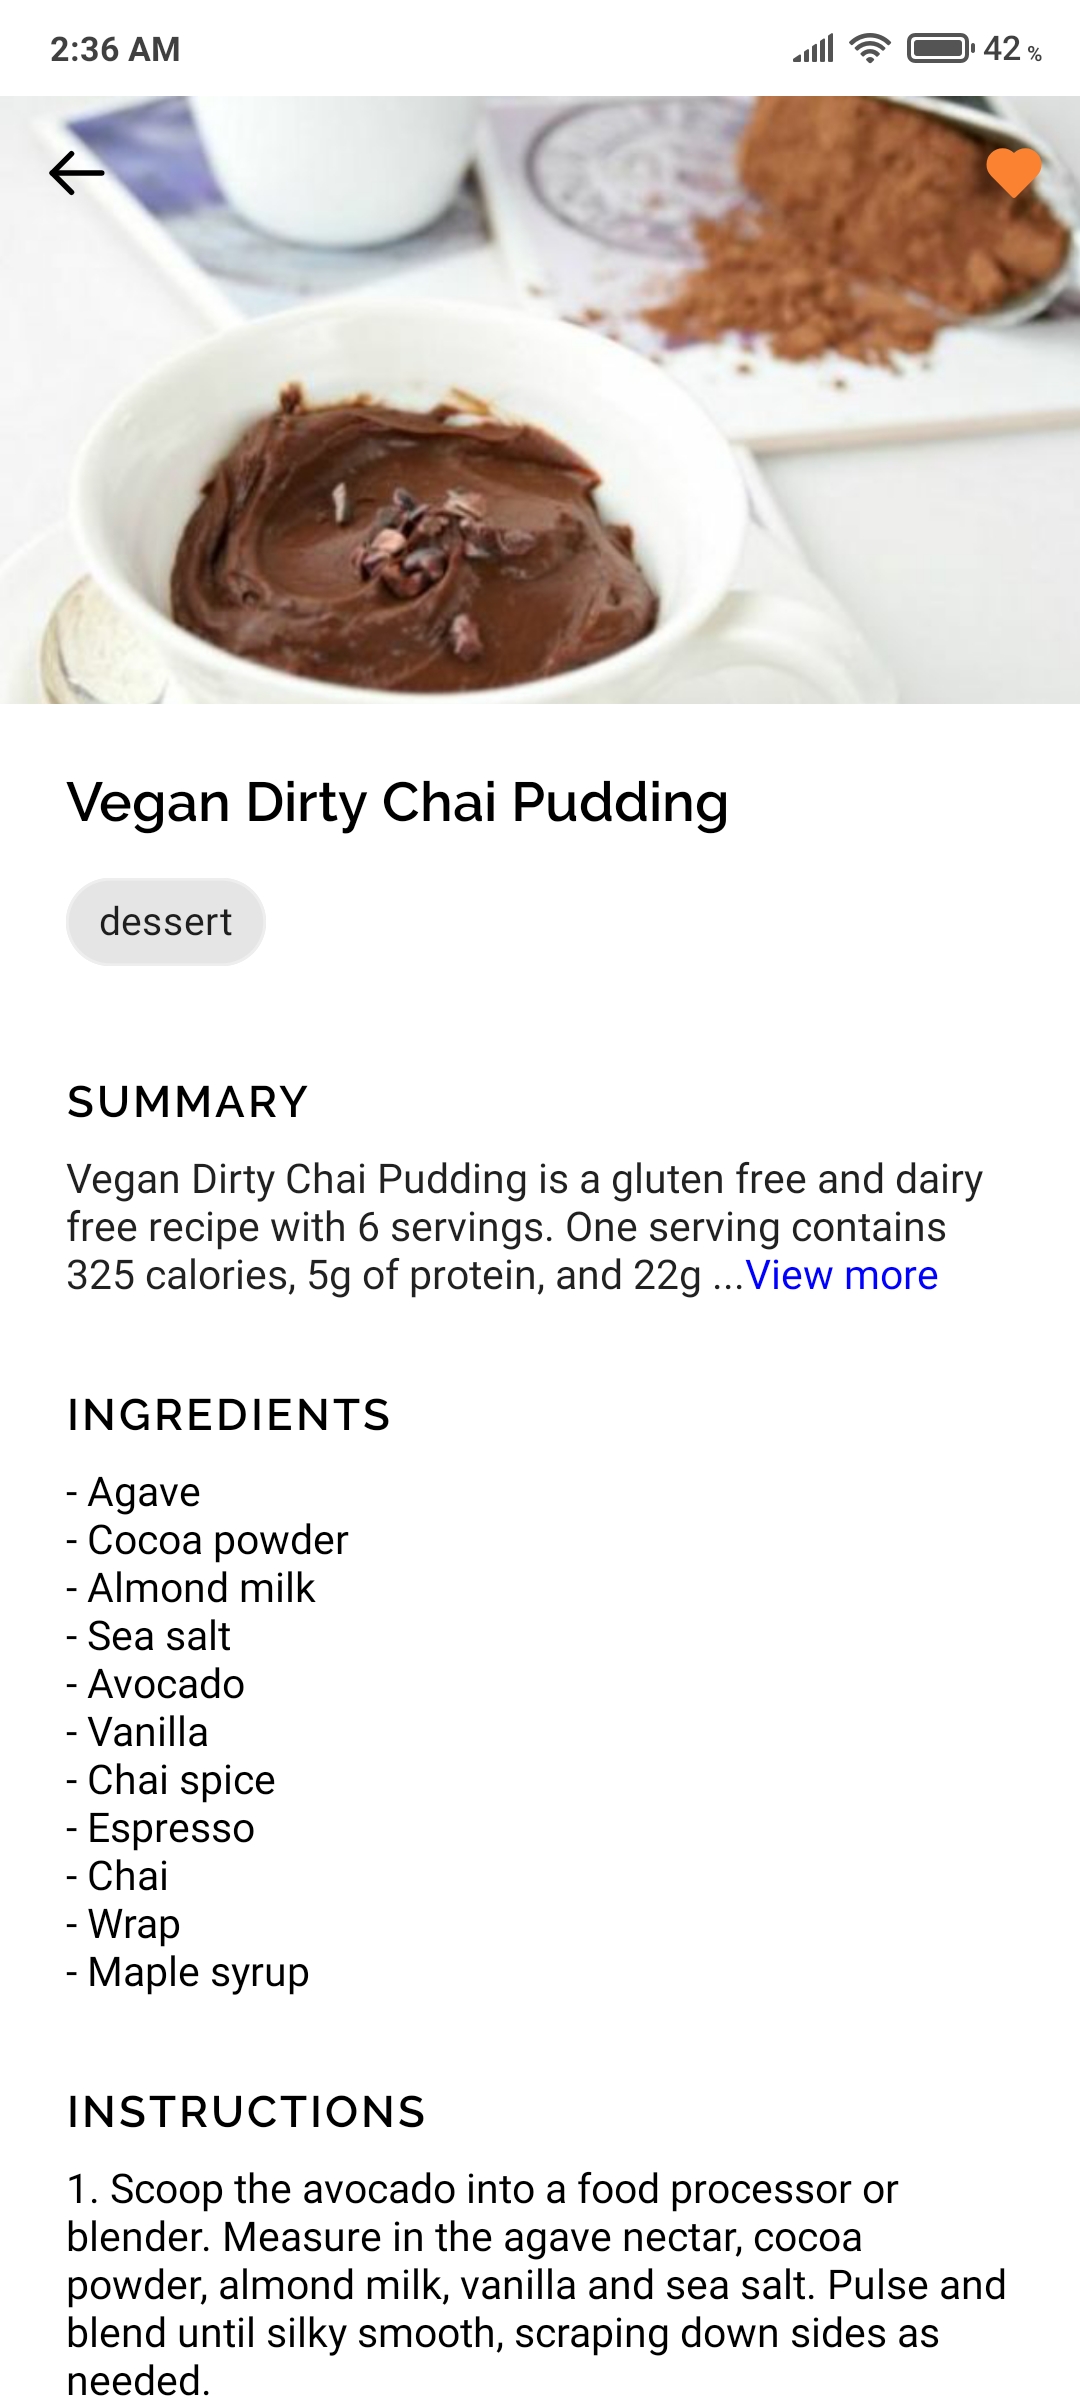 2:36 AM
42 %
Vegan Dirty Chai Pudding
dessert
SUMMARY
Vegan Dirty Chai Pudding is a gluten free and dairy
free recipe with 6 servings. One serving contains
325 calories, 5g of protein, and 22g ...View more
INGREDIENTS
- Agave
- Cocoa powder
- Almond milk
- Sea salt
- Avocado
- Vanilla
- Chai spice
- Espresso
- Chai
- Wrap
- Maple syrup
INSTRUCTIONS
1. Scoop the avocado into a food processor or
blender. Measure in the agave nectar, cocoa
powder, almond milk, vanilla and sea salt. Pulse and
blend until silky smooth, scraping down sides as
needed.